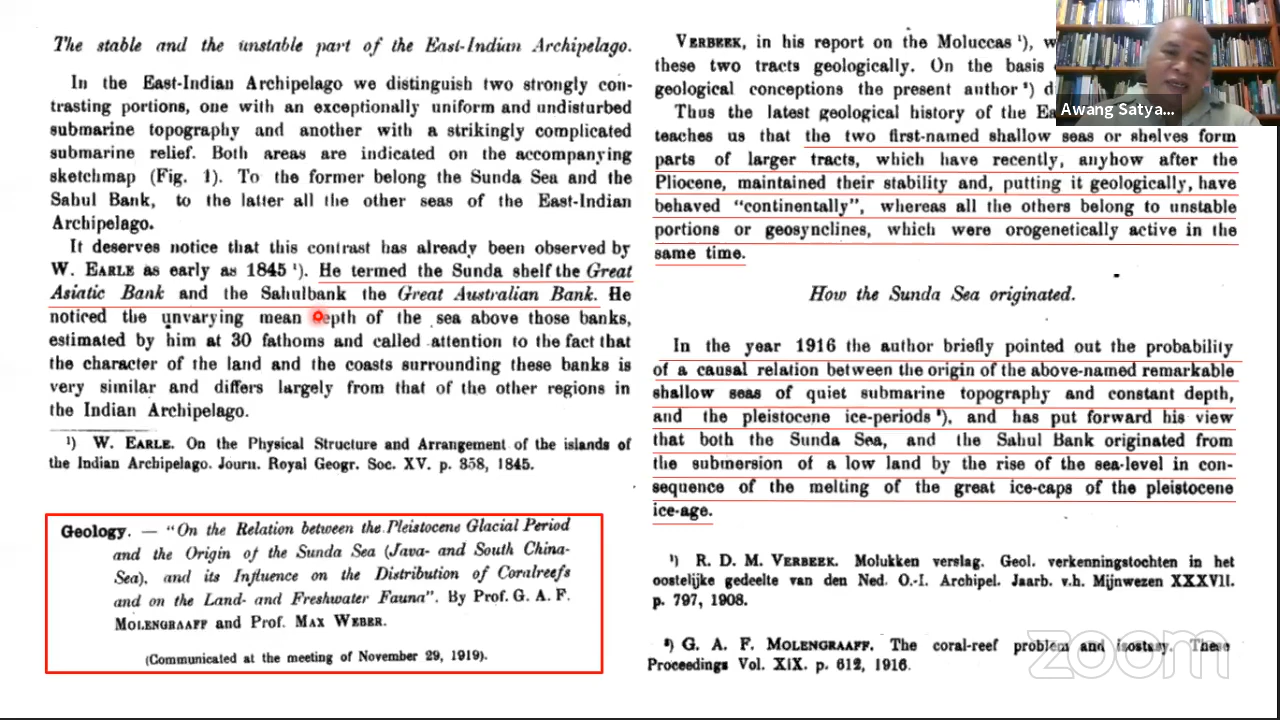 The stable and the unstable part of the East-Indian Archipelago.
In the East-Indian Archipelago we distinguish two strongly con-
trasting portions, one with an exceptionally uniform and undisturbed
submarine topography and another with a strikingly complicated
submarine relief. Both areas are indicated on the accompanying
sketchmap (Fig. 1). To the former belong the Sunda Sea and the
Sahul Bank, to the latter all the other seas of the East-Indian
Archipelago.
It deserves notice that this contrast has already been observed by
W. EARLE as early as 1845 ¹). He termed the Sunda shelf the Great
Asiatic Bank and the Sahulbank the Great Australian Bank. He
noticed the unvarying mean depth of the sea above those banks,
estimated by him at 30 fathoms and called attention to the fact that
the character of the land and the coasts surrounding these banks is
very similar and differs largely from that of the other regions in
the Indian Archipelago.
¹) W. EARLE. On the Physical Structure and Arrangement of the islands of
the Indian Archipelago. Journ. Royal Geogr. Soc. XV. p. 358, 1845.
Geology. — "On the Relation between the Pleistocene Glacial Period
and the Origin of the Sunda Sea (Java- and South China-
Sea), and its Influence on the Distribution of Coralreefs
and on the Land- and Freshwater Fauna". By Prof. G. A. F.
MOLENGRAAFF and Prof. MAX WEBER.
(Communicated at the meeting of November 29, 1919).
VERBEEK, in his report on the Moluccas ¹),
these two tracts geologically. On the basis
geological conceptions the present author ²)
Thus the latest geological history of the
teaches us that the two first-named shallow seas or shelves form
parts of larger tracts, which have recently, anyhow after the
Pliocene, maintained their stability and, putting it geologically, have
behaved "continentally", whereas all the others belong to unstable
portions or geosynclines, which were orogenetically active in the
same time.
How the Sunda Sea originated.
In the year 1916 the author briefly pointed out the probability
of a causal relation between the origin of the above-named remarkable
shallow seas of quiet submarine topography and constant depth,
and the pleistocene ice-periods ²), and has put forward his view
that both the Sunda Sea, and the Sahul Bank originated from
the submersion of a low land by the rise of the sea-level in con-
sequence of the melting of the great ice-caps of the pleistocene
ice-age.
¹) R. D. M. VERBEEK. Molukken verslag. Geol. verkenningstochten in het
oostelijke gedeelte van den Ned. O.-I. Archipel. Jaarb. v.h. Mijnwezen XXXVII.
p. 797, 1908.
²) G. A. F. MOLENGRAAFF. The coral-reef problem and isostasy. These
Proceedings Vol. XIX. p. 612, 1916.
Awang Satya...
zoom